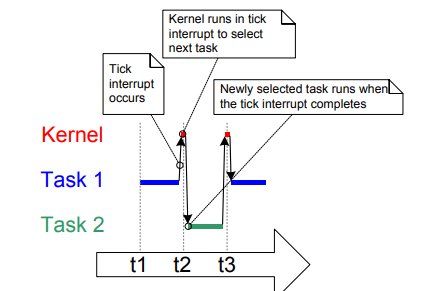 Kernel runs in tick
interrupt to select
next task
Tick
interrupt
occurs
Newly selected task runs when
the tick interrupt completes
Kernel
Task 1
Task 2
t1 t2 t3